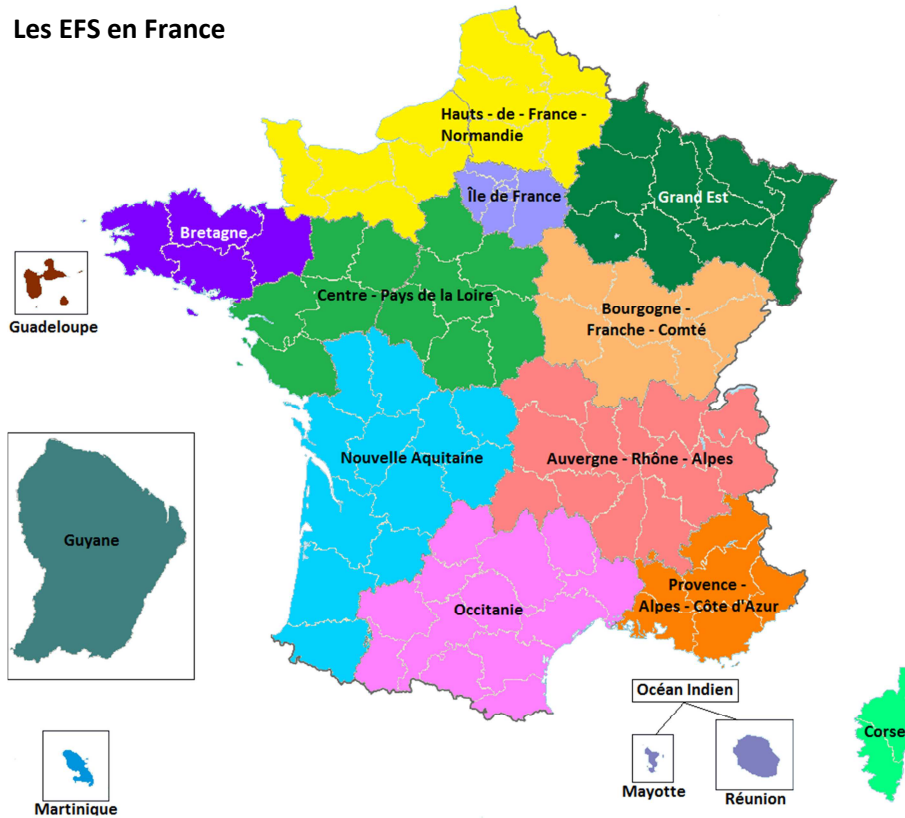 Les EFS en France
Hauts - de - France -
Normandie
Île de France
Grand Est
Bretagne
Guadeloupe
Centre - Pays de la Loire
Bourgogne -
Franche - Comté
Nouvelle Aquitaine
Auvergne - Rhône - Alpes
Guyane
Provence -
Alpes - Côte d'Azur
Occitanie
Océan Indien
Corse
Mayotte
Réunion
Martinique